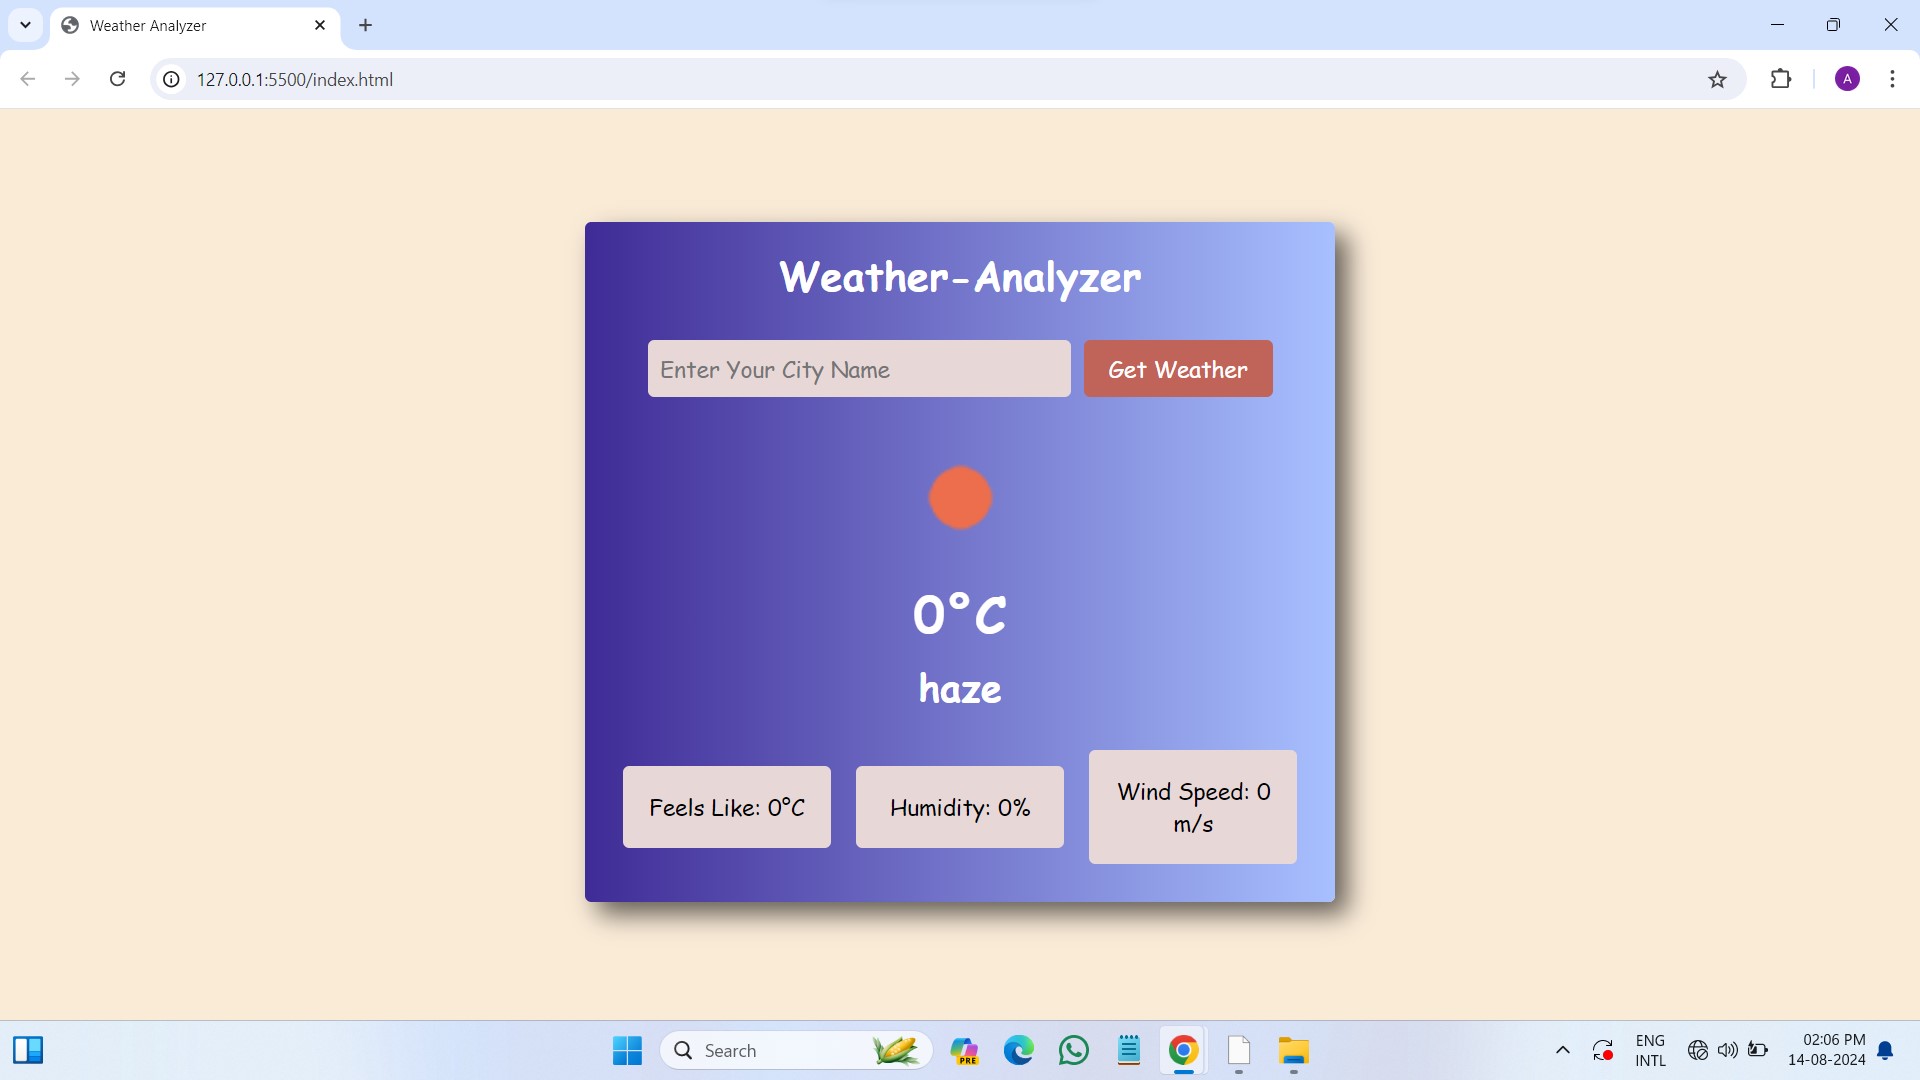 Weather Analyzer
127.0.0.1:5500/index.html
A
Weather-Analyzer
Enter Your City Name
Get Weather
0°C
haze
Feels Like: 0°C
Humidity: 0%
Wind Speed: 0
m/s
Search
PRE
ENG
INTL
02:06 PM
14-08-2024